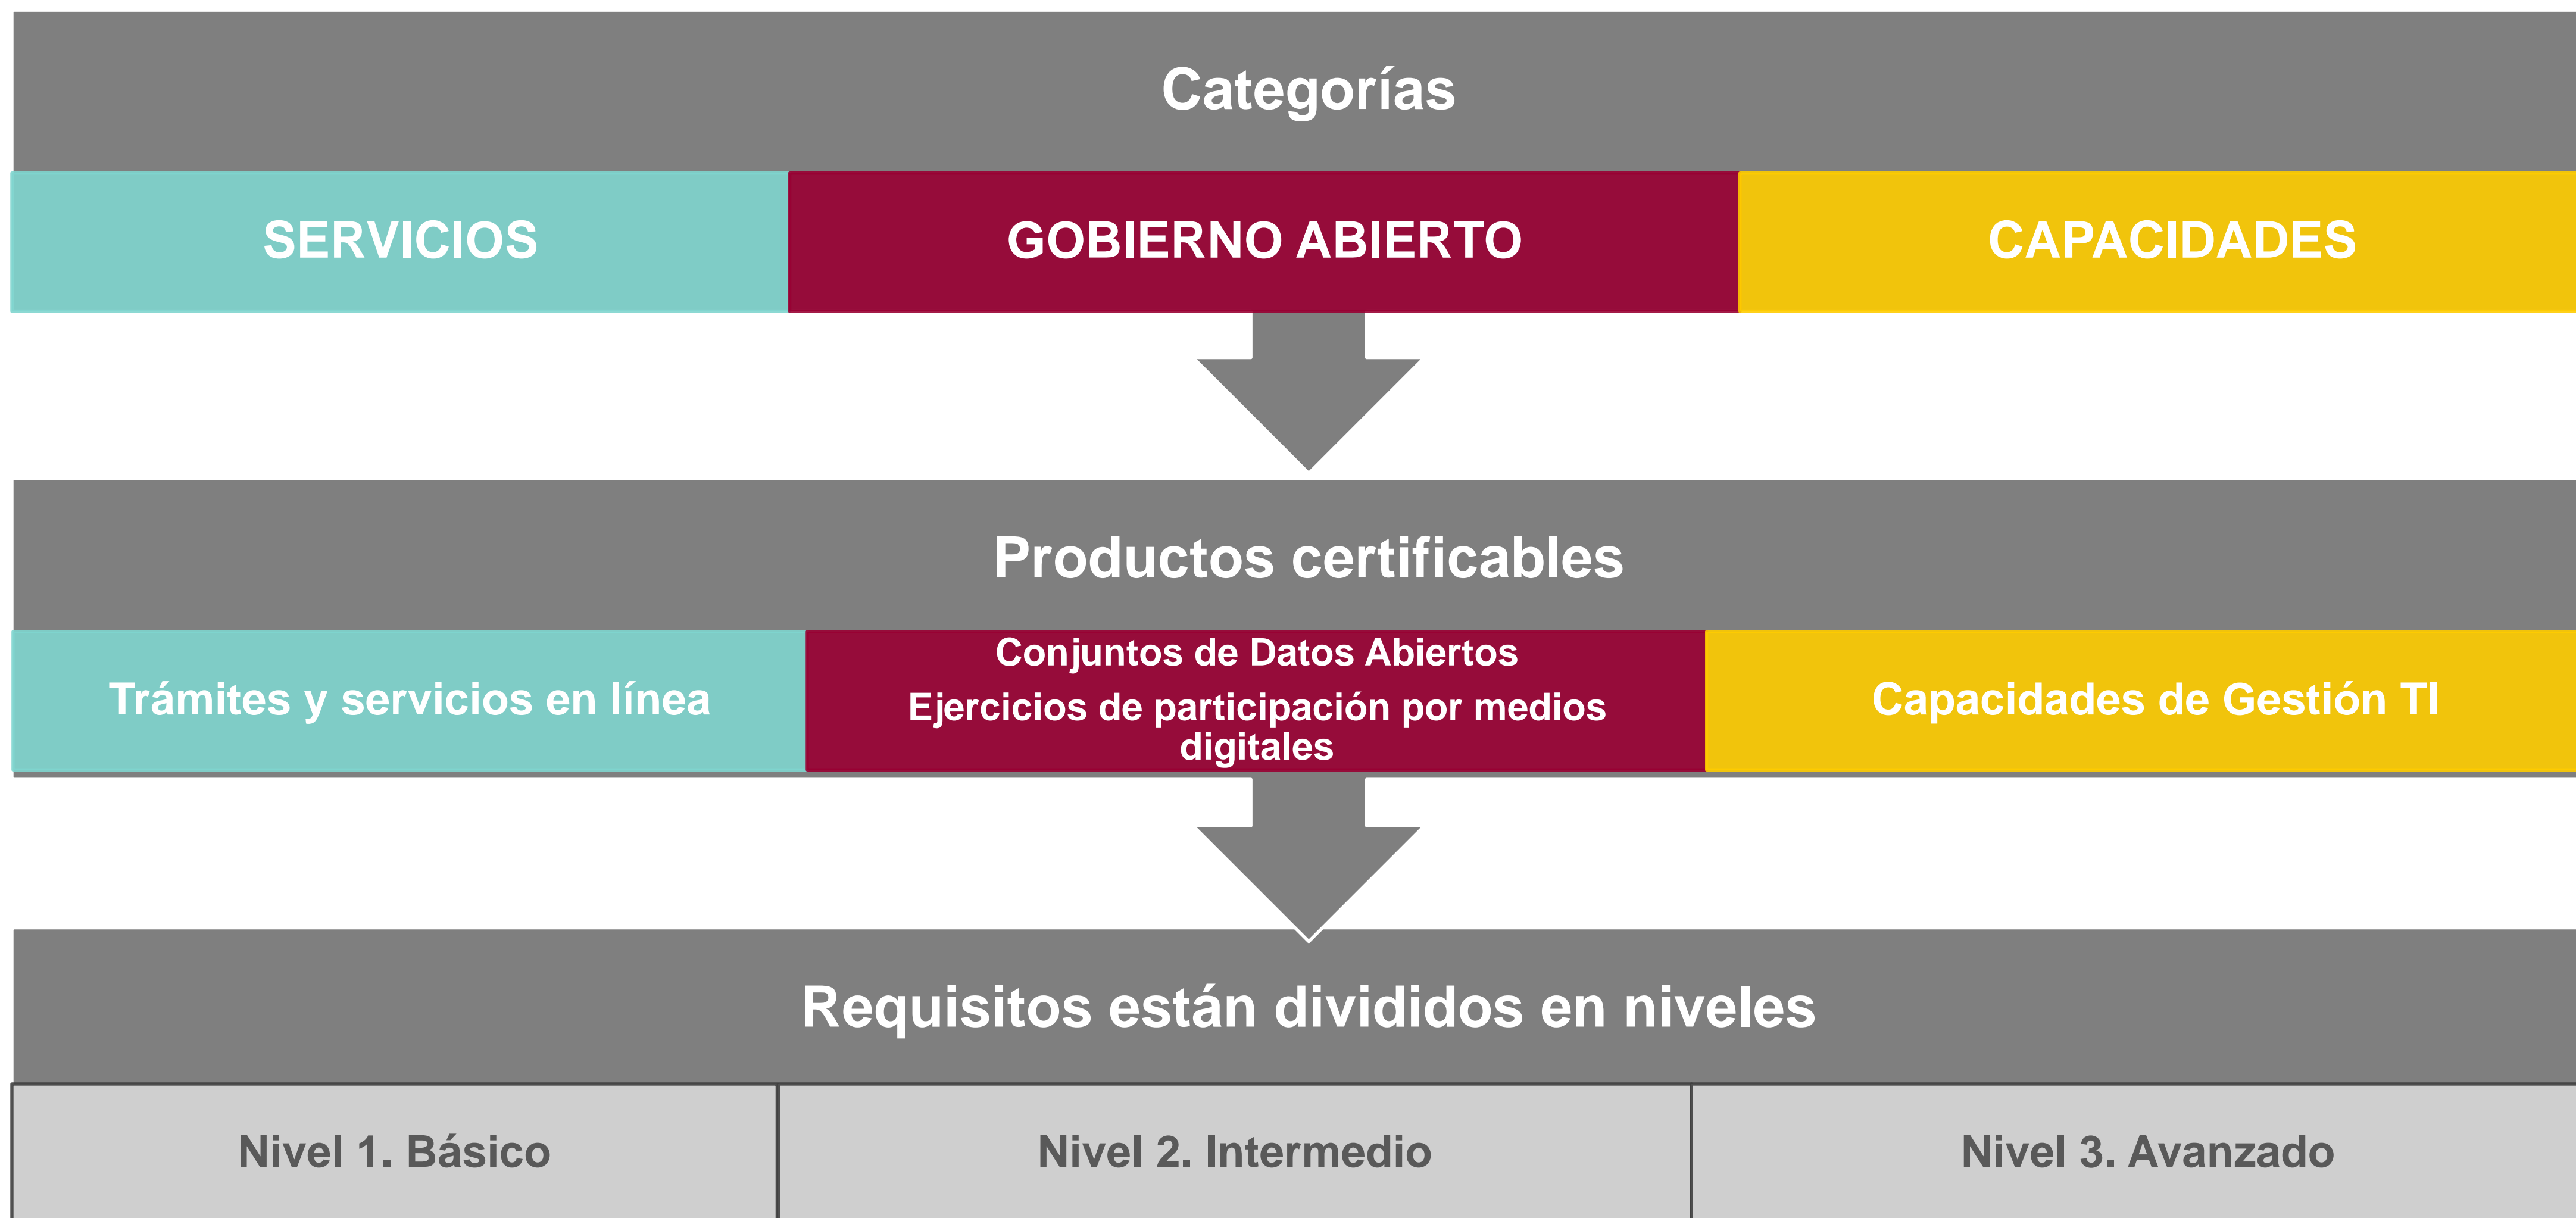 Categorías
SERVICIOS
GOBIERNO ABIERTO
CAPACIDADES
Productos certificables
Trámites y servicios en línea
Conjuntos de Datos Abiertos
Ejercicios de participación por medios
digitales
Capacidades de Gestión TI
Requisitos están divididos en niveles
Nivel 1. Básico
Nivel 2. Intermedio
Nivel 3. Avanzado